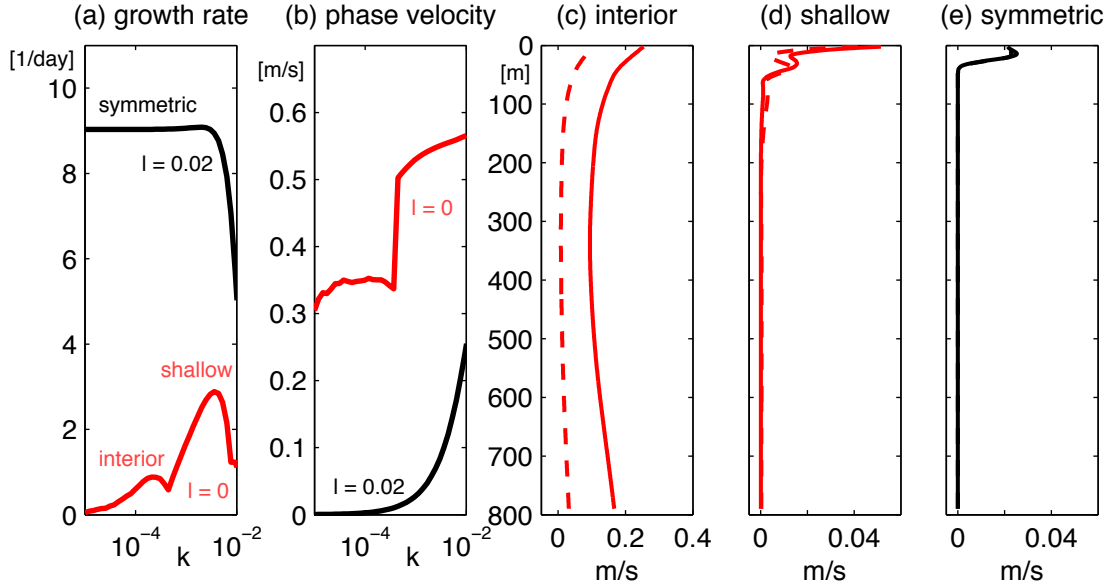 (a) growth rate
(b) phase velocity
(c) interior
(d) shallow
(e) symmetric
[1/day]
10
8
6
4
2
0
symmetric
l = 0.02
shallow
interior
l = 0
10⁻⁴
10⁻²
k
[m/s]
0.6
0.5
0.4
0.3
0.2
0.1
0
l = 0
l = 0.02
10⁻⁴
10⁻²
k
0
[m]
100
200
300
400
500
600
700
800
0
0.2
0.4
m/s
0
0.04
m/s
0
0.04
m/s